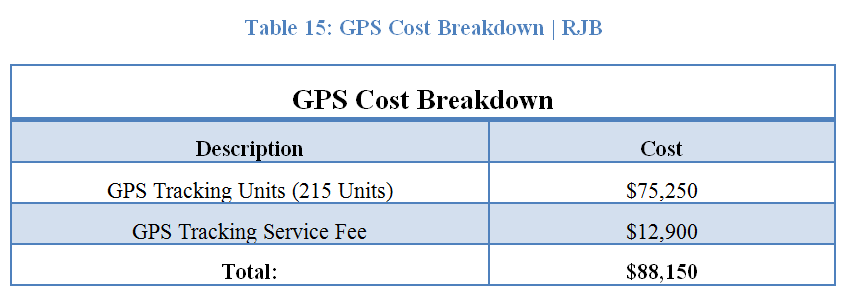 Table 15: GPS Cost Breakdown | RJB
GPS Cost Breakdown
Description Cost
GPS Tracking Units (215 Units) $75,250
GPS Tracking Service Fee $12,900
Total: $88,150